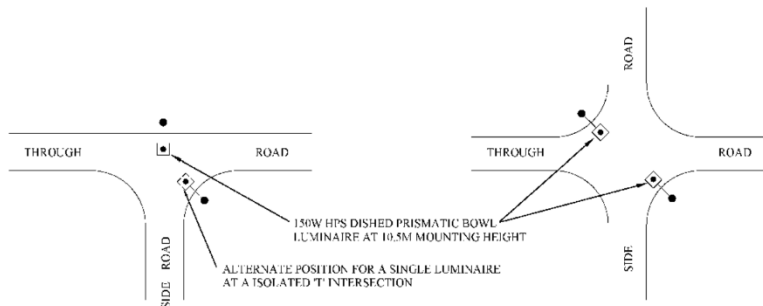 ROAD
THROUGH
ROAD
THROUGH
ROAD
150W HPS DISHED PRISMATIC BOWL
LUMINAIRE AT 10.5M MOUNTING HEIGHT
SIDE ROAD
ALTERNATE POSITION FOR A SINGLE LUMINAIRE
AT A ISOLATED 'T' INTERSECTION
SIDE